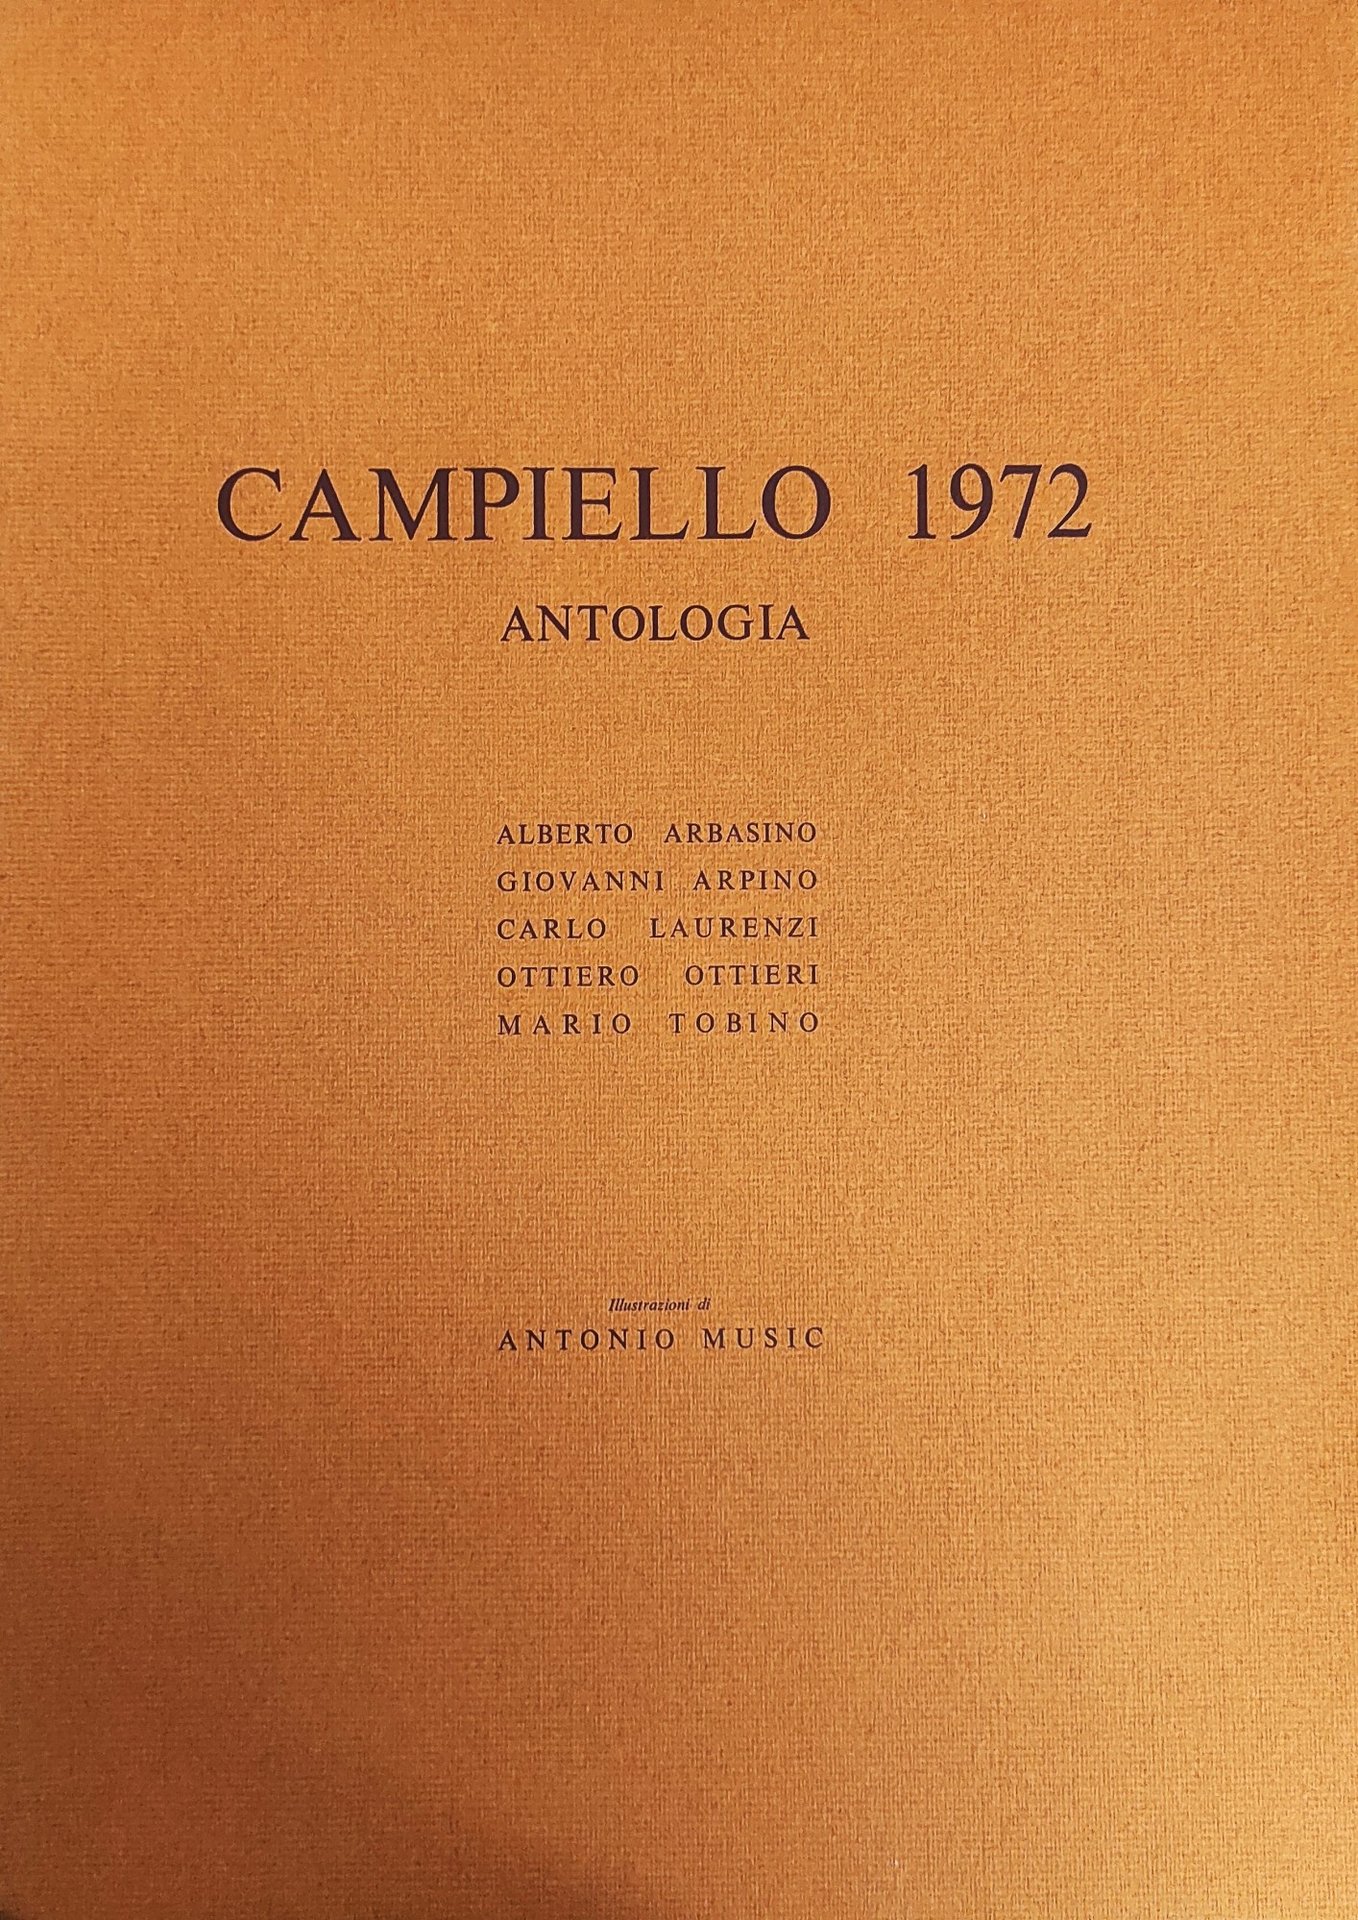 CAMPIELLO 1972
ANTOLOGIA
ALBERTO ARBASINO
GIOVANNI ARPINO
CARLO LAURENZI
OTTIERO OTTIERI
MARIO TOBINO
Illustrazioni di
ANTONIO MUSIC